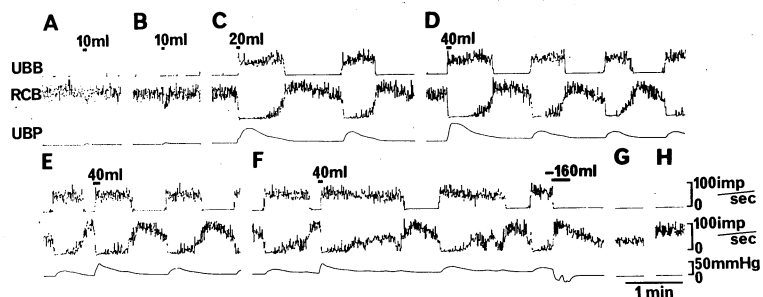 A B C D
10ml 10ml 20ml 40ml
UBB
RCB
UBP
E F G H
40ml 40ml -160ml
100imp
0 sec
100imp
0 sec
50mmHg
0
1 min